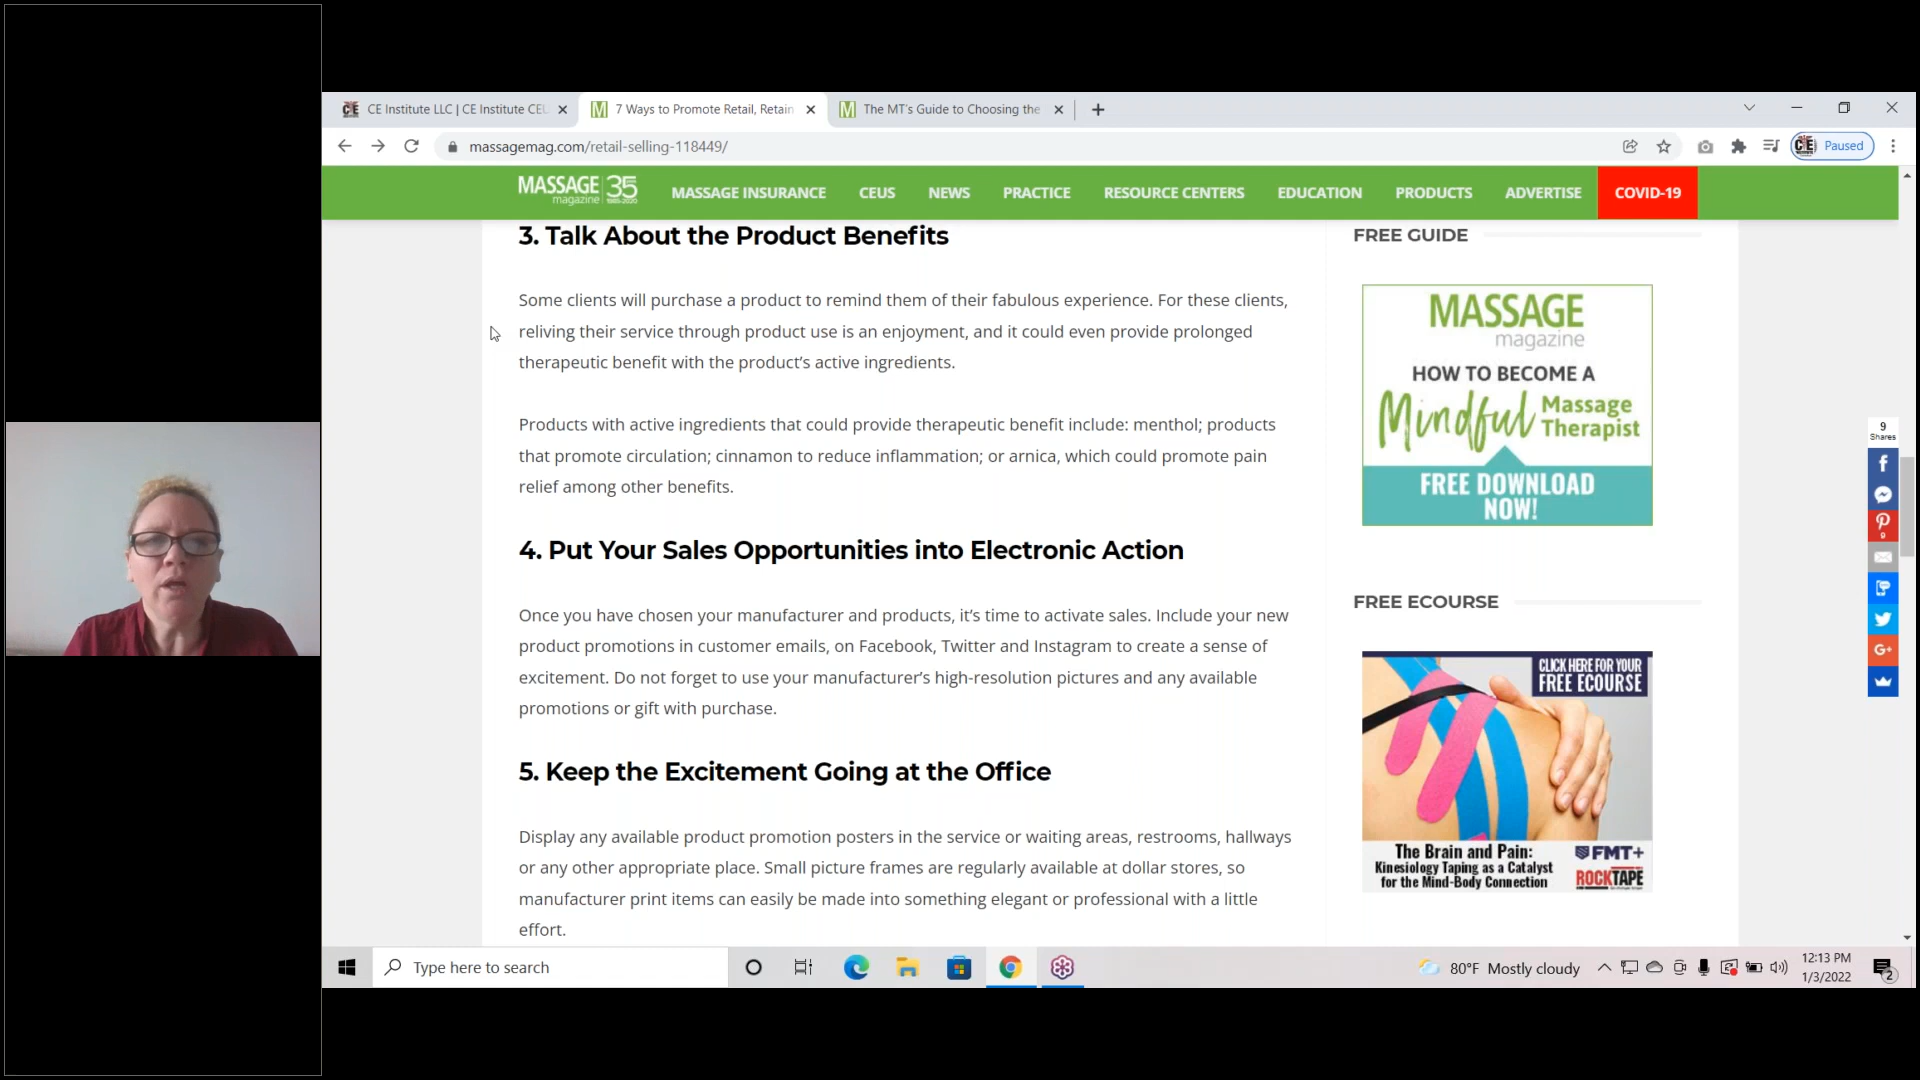 CE Institute LLC | CE Institute CEU
7 Ways to Promote Retail, Retain
The MT's Guide to Choosing the
massagemag.com/retail-selling-118449/
Paused
MASSAGE magazine 35
MASSAGE INSURANCE
CEUS
NEWS
PRACTICE
RESOURCE CENTERS
EDUCATION
PRODUCTS
ADVERTISE
COVID-19
3. Talk About the Product Benefits
Some clients will purchase a product to remind them of their fabulous experience. For these clients,
reliving their service through product use is an enjoyment, and it could even provide prolonged
therapeutic benefit with the product’s active ingredients.
Products with active ingredients that could provide therapeutic benefit include: menthol; products
that promote circulation; cinnamon to reduce inflammation; or arnica, which could promote pain
relief among other benefits.
4. Put Your Sales Opportunities into Electronic Action
Once you have chosen your manufacturer and products, it’s time to activate sales. Include your new
product promotions in customer emails, on Facebook, Twitter and Instagram to create a sense of
excitement. Do not forget to use your manufacturer’s high-resolution pictures and any available
promotions or gift with purchase.
5. Keep the Excitement Going at the Office
Display any available product promotion posters in the service or waiting areas, restrooms, hallways
or any other appropriate place. Small picture frames are regularly available at dollar stores, so
manufacturer print items can easily be made into something elegant or professional with a little
effort.
FREE GUIDE
MASSAGE
magazine
HOW TO BECOME A
Mindful Massage
Therapist
FREE DOWNLOAD
NOW!
FREE ECOURSE
CLICK HERE FOR YOUR
FREE ECOURSE
The Brain and Pain:
Kinesiology Taping as a Catalyst
for the Mind-Body Connection
FMT+
ROCKTAPE
9
Shares
9
Type here to search
80°F Mostly cloudy
12:13 PM
1/3/2022
2